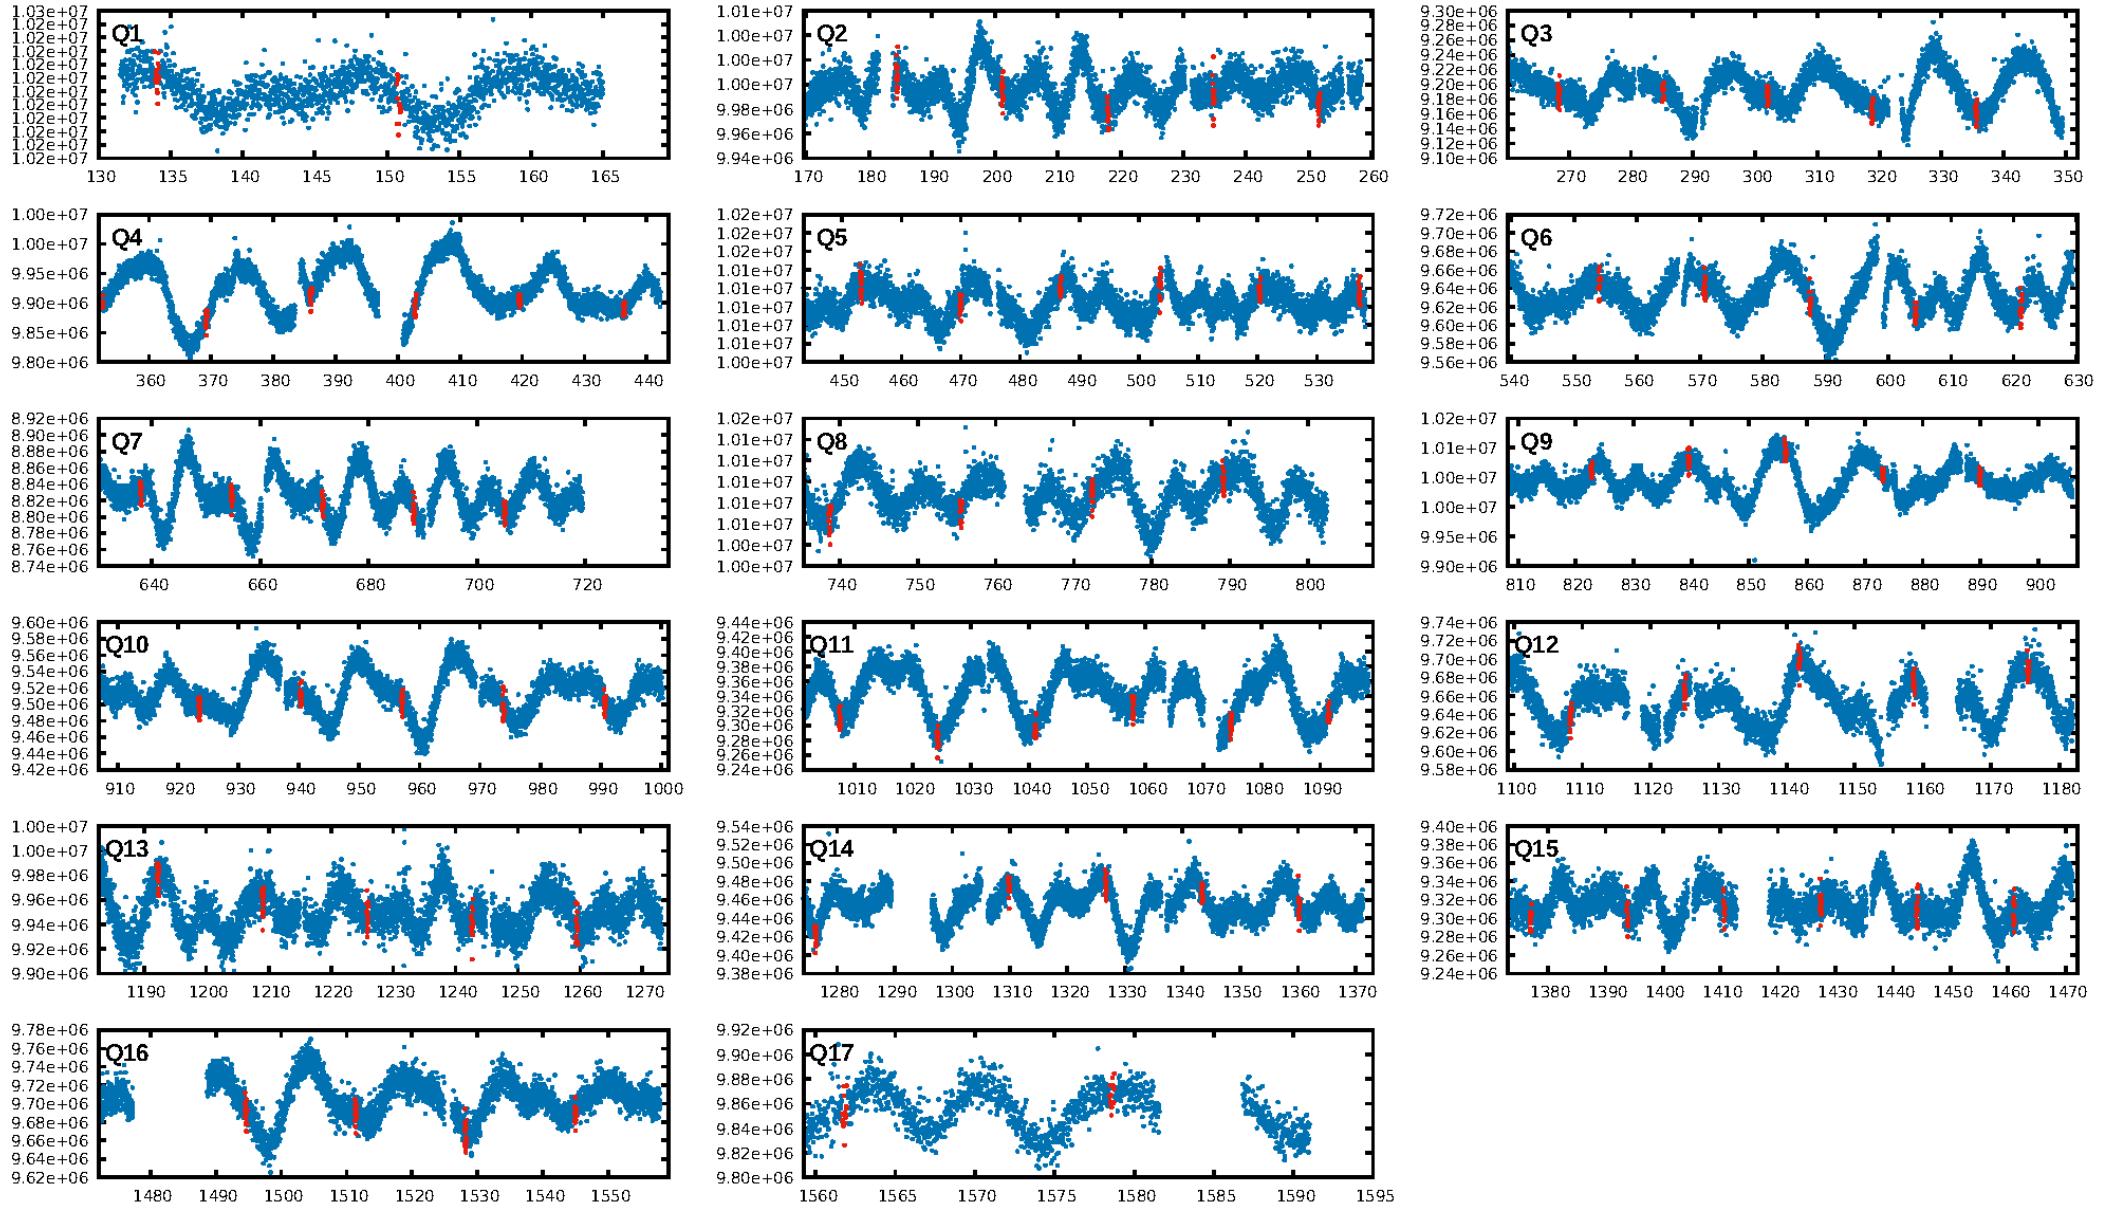 1.03e+07
1.02e+07
1.02e+07
1.02e+07
1.02e+07
1.02e+07
1.02e+07
1.02e+07
1.02e+07
1.02e+07
1.02e+07
1.02e+07
Q1
130 135 140 145 150 155 160 165
1.01e+07
1.00e+07
1.00e+07
1.00e+07
9.98e+06
9.96e+06
9.94e+06
Q2
170 180 190 200 210 220 230 240 250 260
9.30e+06
9.28e+06
9.26e+06
9.24e+06
9.22e+06
9.20e+06
9.18e+06
9.16e+06
9.14e+06
9.12e+06
9.10e+06
Q3
270 280 290 300 310 320 330 340 350
1.00e+07
1.00e+07
9.95e+06
9.90e+06
9.85e+06
9.80e+06
Q4
360 370 380 390 400 410 420 430 440
1.02e+07
1.02e+07
1.01e+07
1.01e+07
1.01e+07
1.01e+07
1.01e+07
1.01e+07
1.00e+07
Q5
450 460 470 480 490 500 510 520 530
9.72e+06
9.70e+06
9.68e+06
9.66e+06
9.64e+06
9.62e+06
9.60e+06
9.58e+06
9.56e+06
Q6
540 550 560 570 580 590 600 610 620 630
8.92e+06
8.90e+06
8.88e+06
8.86e+06
8.84e+06
8.82e+06
8.80e+06
8.78e+06
8.76e+06
8.74e+06
Q7
640 660 680 700 720
1.02e+07
1.01e+07
1.01e+07
1.01e+07
1.01e+07
1.01e+07
1.00e+07
1.00e+07
Q8
740 750 760 770 780 790 800
1.02e+07
1.01e+07
1.00e+07
1.00e+07
9.95e+06
9.90e+06
Q9
810 820 830 840 850 860 870 880 890 900
9.60e+06
9.58e+06
9.56e+06
9.54e+06
9.52e+06
9.50e+06
9.48e+06
9.46e+06
9.44e+06
9.42e+06
Q10
910 920 930 940 950 960 970 980 990 1000
9.44e+06
9.42e+06
9.40e+06
9.38e+06
9.36e+06
9.34e+06
9.32e+06
9.30e+06
9.28e+06
9.26e+06
9.24e+06
Q11
1010 1020 1030 1040 1050 1060 1070 1080 1090
9.74e+06
9.72e+06
9.70e+06
9.68e+06
9.66e+06
9.64e+06
9.62e+06
9.60e+06
9.58e+06
Q12
1100 1110 1120 1130 1140 1150 1160 1170 1180
1.00e+07
1.00e+07
9.98e+06
9.96e+06
9.94e+06
9.92e+06
9.90e+06
Q13
1190 1200 1210 1220 1230 1240 1250 1260 1270
9.54e+06
9.52e+06
9.50e+06
9.48e+06
9.46e+06
9.44e+06
9.42e+06
9.40e+06
9.38e+06
Q14
1280 1290 1300 1310 1320 1330 1340 1350 1360 1370
9.40e+06
9.38e+06
9.36e+06
9.34e+06
9.32e+06
9.30e+06
9.28e+06
9.26e+06
9.24e+06
Q15
1380 1390 1400 1410 1420 1430 1440 1450 1460 1470
9.78e+06
9.76e+06
9.74e+06
9.72e+06
9.70e+06
9.68e+06
9.66e+06
9.64e+06
9.62e+06
Q16
1480 1490 1500 1510 1520 1530 1540 1550
9.92e+06
9.90e+06
9.88e+06
9.86e+06
9.84e+06
9.82e+06
9.80e+06
Q17
1560 1565 1570 1575 1580 1585 1590 1595